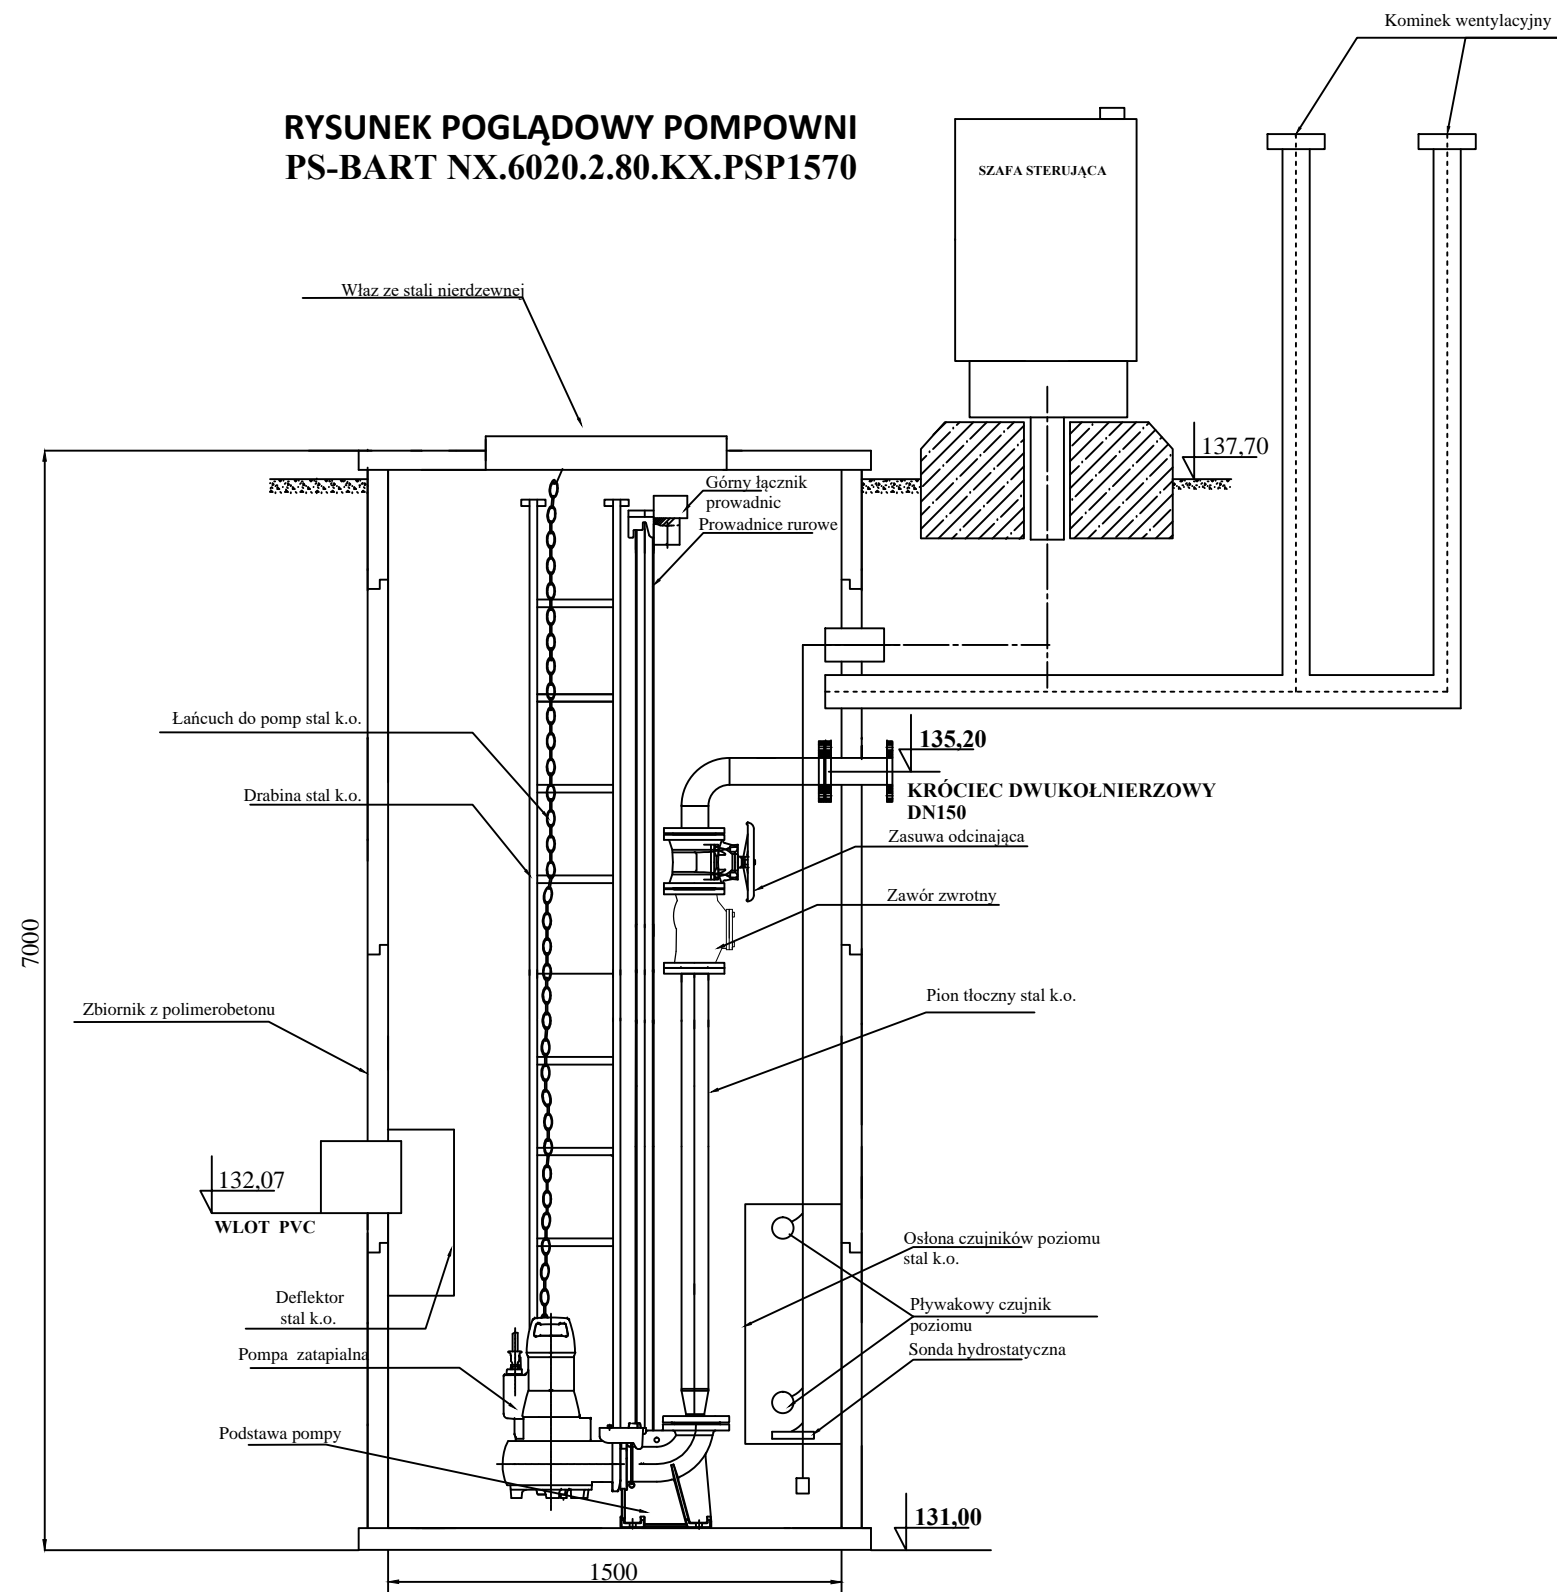 Kominek wentylacyjny
RYSUNEK POGLĄDOWY POMPOWNI
PS-BART NX.6020.2.80.KX.PSP1570
SZAFA STERUJĄCA
Właz ze stali nierdzewnej
137,70
Górny łącznik
prowadnic
Prowadnice rurowe
Łańcuch do pomp stal k.o.
135,20
KRÓCIEC DWUKOŁNIERZOWY
DN150
Drabina stal k.o.
Zasuwa odcinająca
Zawór zwrotny
7000
Pion tłoczny stal k.o.
Zbiornik z polimerobetonu
132,07
WLOT PVC
Osłona czujników poziomu
stal k.o.
Deflektor
stal k.o.
Pływakowy czujnik
poziomu
Sonda hydrostatyczna
Pompa zatapialna
Podstawa pompy
131,00
1500